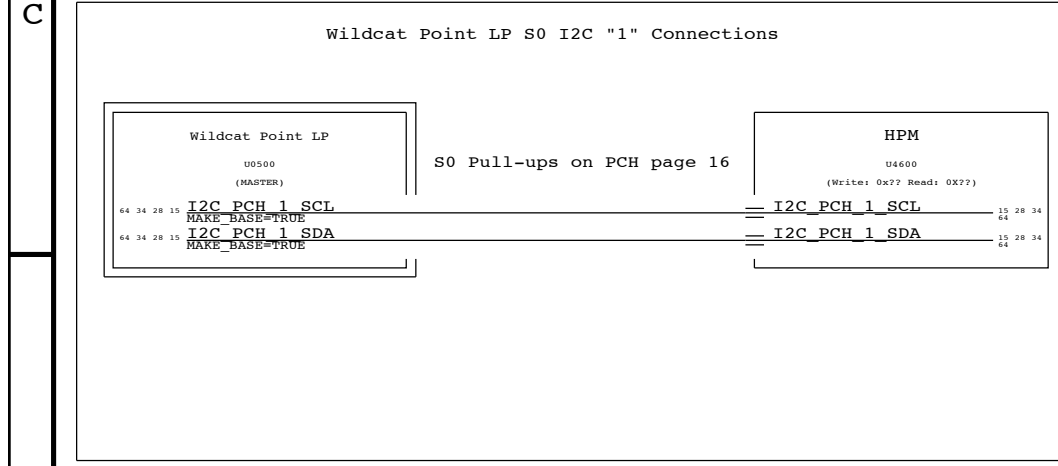 C
Wildcat Point LP S0 I2C "1" Connections
Wildcat Point LP
U0500
(MASTER)
S0 Pull-ups on PCH page 16
HPM
U4600
(Write: 0x?? Read: 0X??)
64 34 28 15 I2C_PCH_1_SCL
MAKE_BASE=TRUE
I2C_PCH_1_SCL 15 28 34
64
64 34 28 15 I2C_PCH_1_SDA
MAKE_BASE=TRUE
I2C_PCH_1_SDA 15 28 34
64